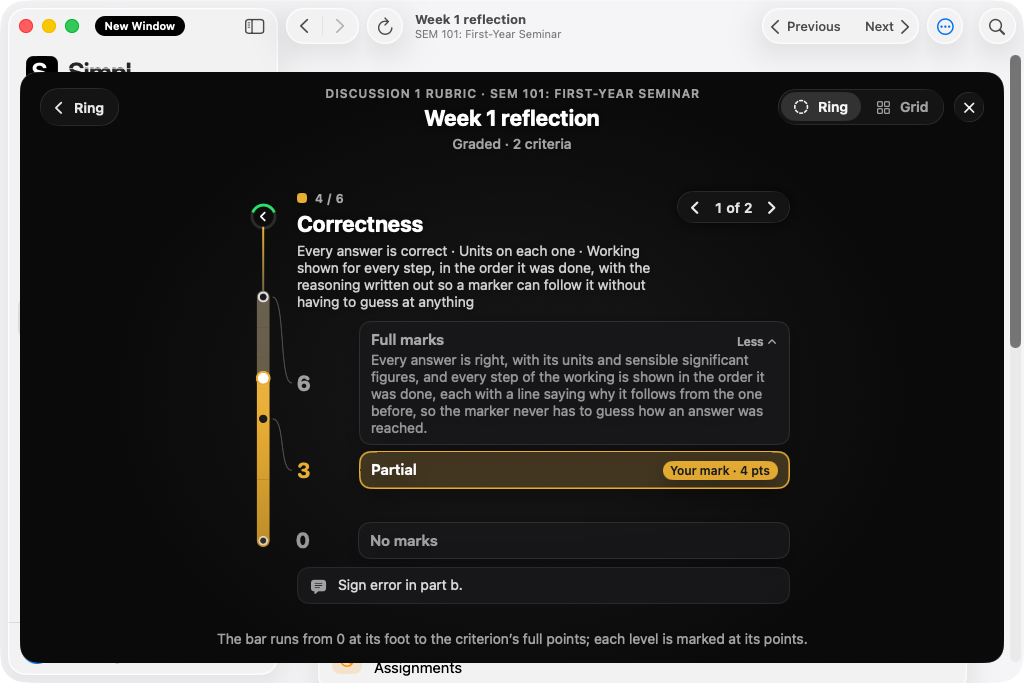 New Window
Week 1 reflection
SEM 101: First-Year Seminar
Previous
Next
Ring
DISCUSSION 1 RUBRIC · SEM 101: FIRST-YEAR SEMINAR
Week 1 reflection
Graded · 2 criteria
Ring
Grid
4 / 6
Correctness
1 of 2
Every answer is correct · Units on each one · Working
shown for every step, in the order it was done, with the
reasoning written out so a marker can follow it without
having to guess at anything
Full marks
Less
Every answer is right, with its units and sensible significant
figures, and every step of the working is shown in the order it
was done, each with a line saying why it follows from the one
before, so the marker never has to guess how an answer was
reached.
6
3
Partial
Your mark · 4 pts
0
No marks
Sign error in part b.
The bar runs from 0 at its foot to the criterion’s full points; each level is marked at its points.
Assignments